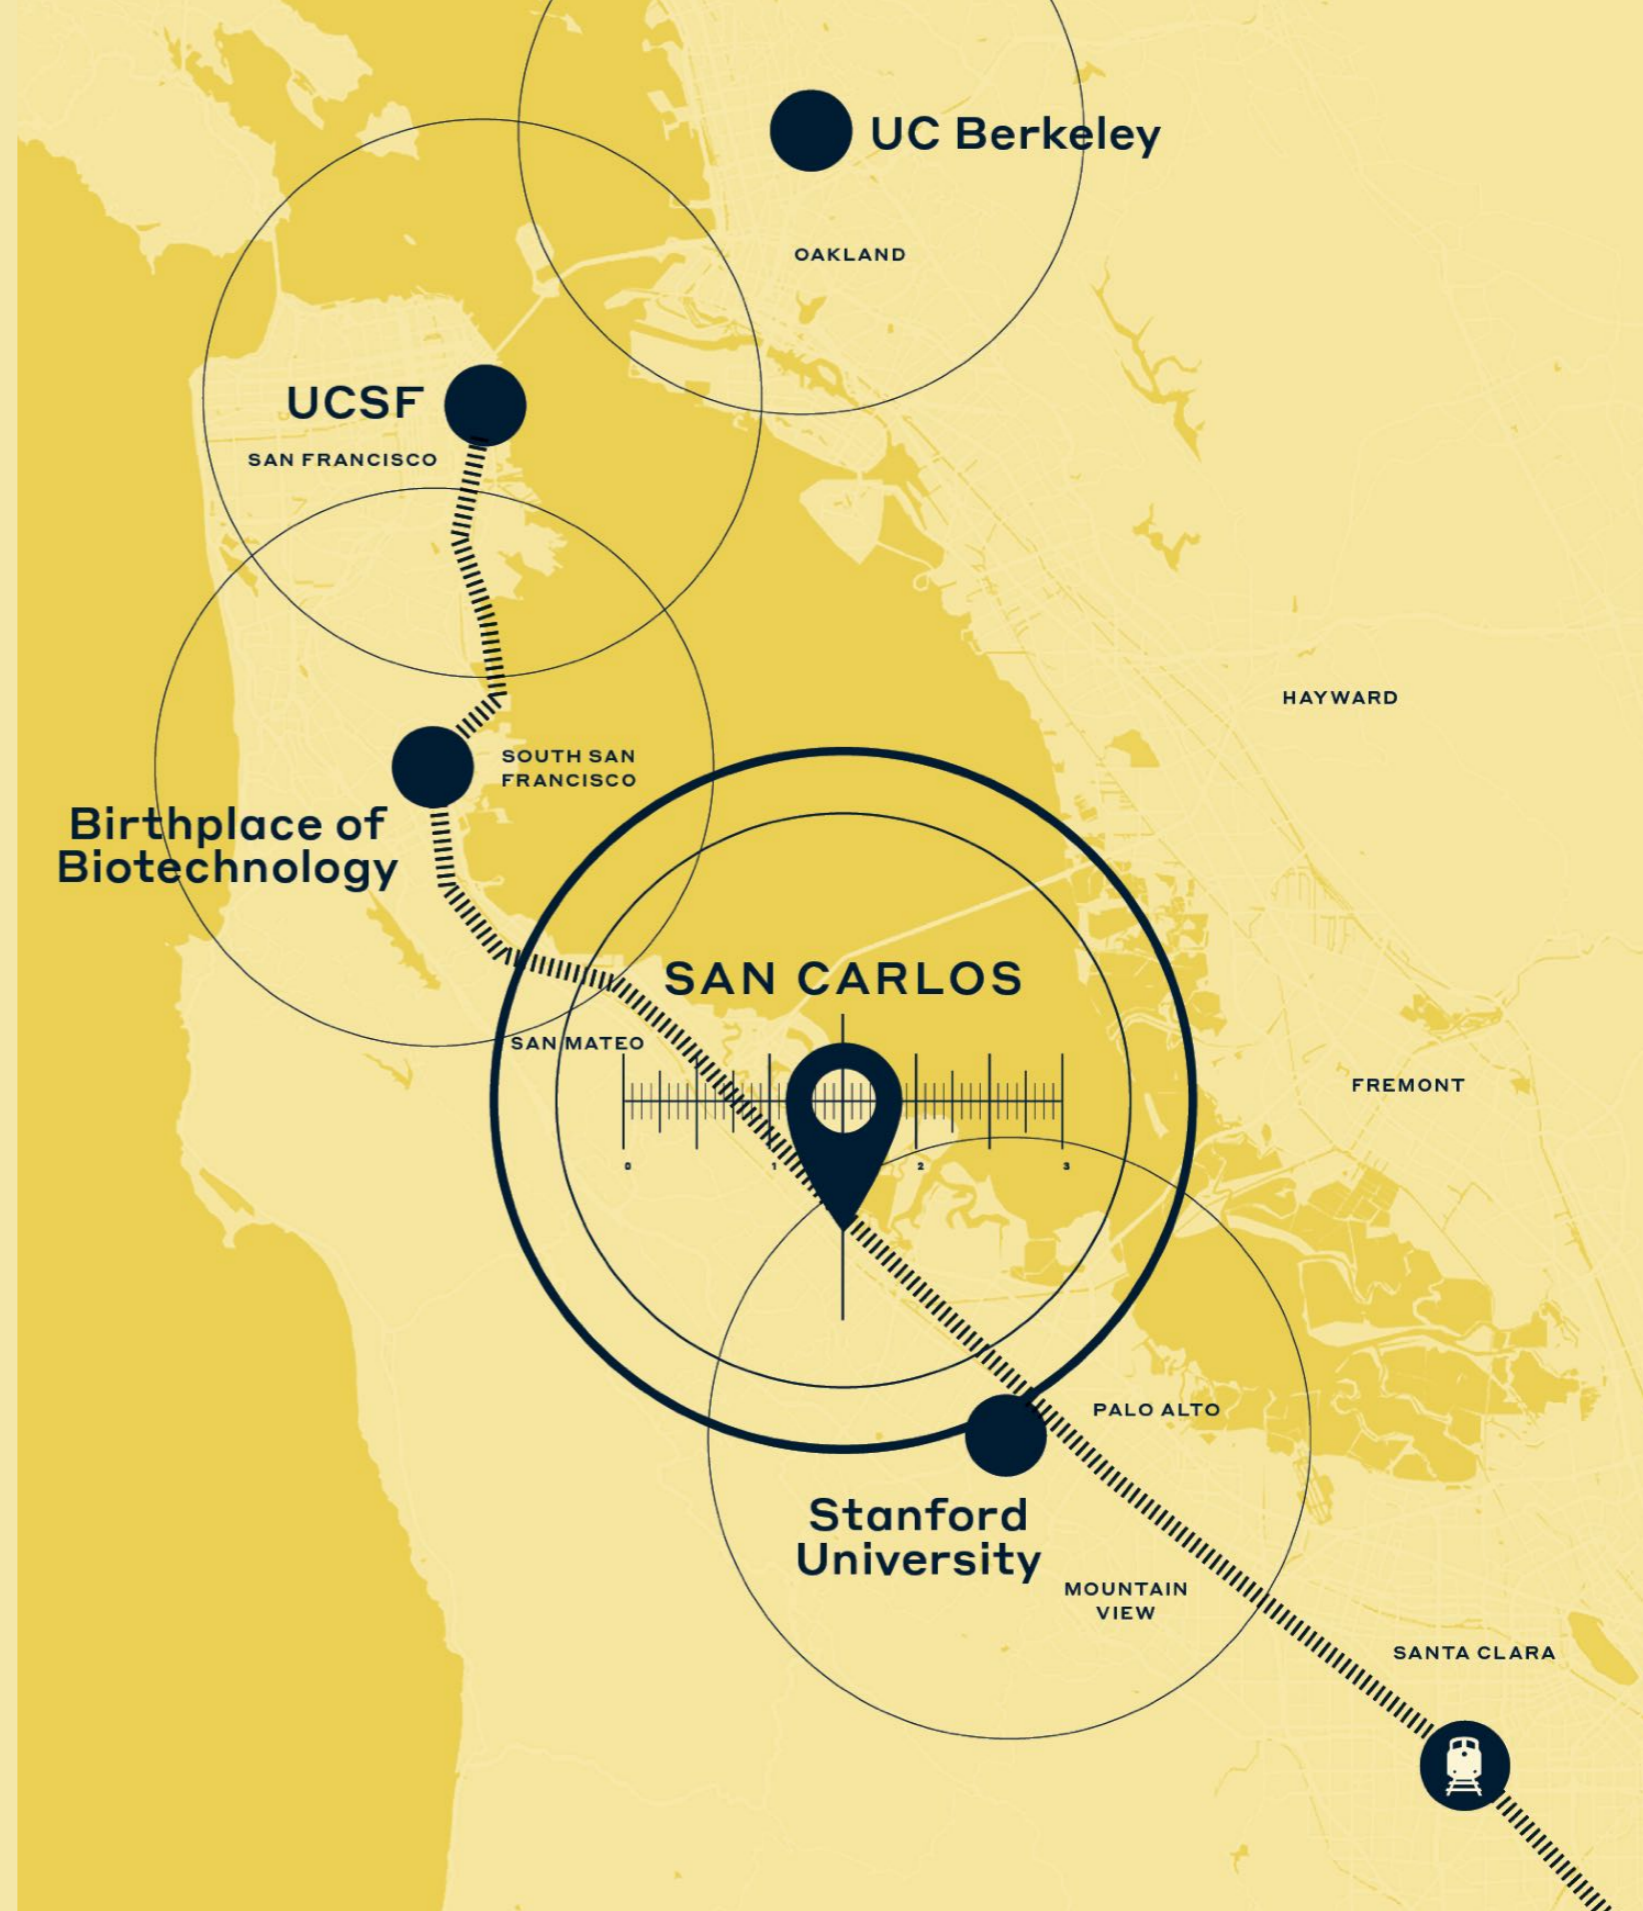 UC Berkeley
OAKLAND
UCSF
SAN FRANCISCO
HAYWARD
SOUTH SAN
FRANCISCO
Birthplace of
Biotechnology
SAN CARLOS
SAN MATEO
FREMONT
0 1 2 3
PALO ALTO
Stanford
University
MOUNTAIN
VIEW
SANTA CLARA